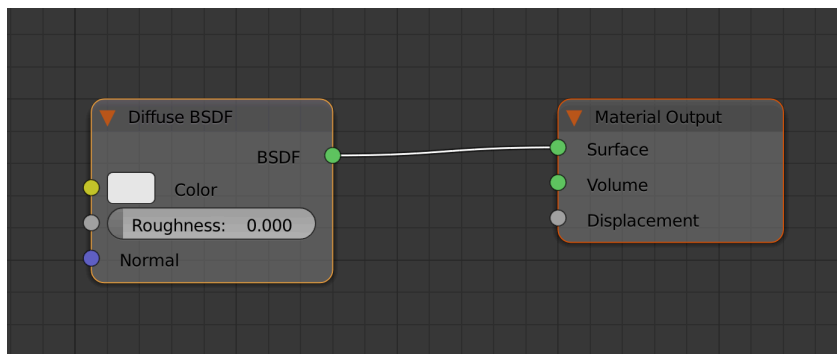 Diffuse BSDF
BSDF
Color
Roughness: 0.000
Normal
Material Output
Surface
Volume
Displacement